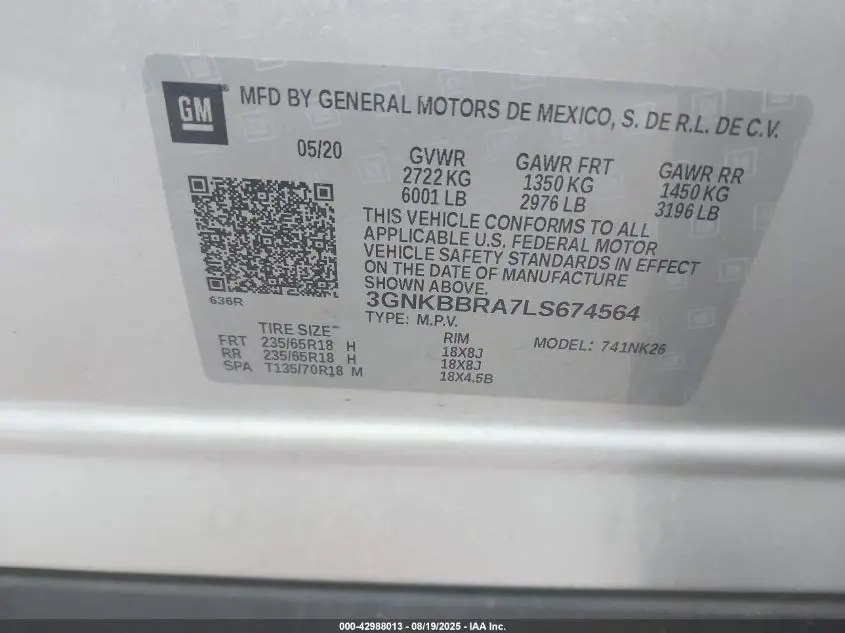 GM
MFD BY GENERAL MOTORS DE MEXICO, S. DE R.L. DE C.V.
05/20
GVWR GAWR FRT GAWR RR
2722 KG 1350 KG 1450 KG
6001 LB 2976 LB 3196 LB
THIS VEHICLE CONFORMS TO ALL
APPLICABLE U.S. FEDERAL MOTOR
VEHICLE SAFETY STANDARDS IN EFFECT
ON THE DATE OF MANUFACTURE
SHOWN ABOVE.
636R
3GNKBBRA7LS674564
TYPE: M.P.V.
TIRE SIZE RIM MODEL: 741NK26
FRT 235/65R18 H 18X8J
RR 235/65R18 H 18X8J
SPA T135/70R18 M 18X4.5B
000-42988013 - 08/19/2025 - IAA Inc.